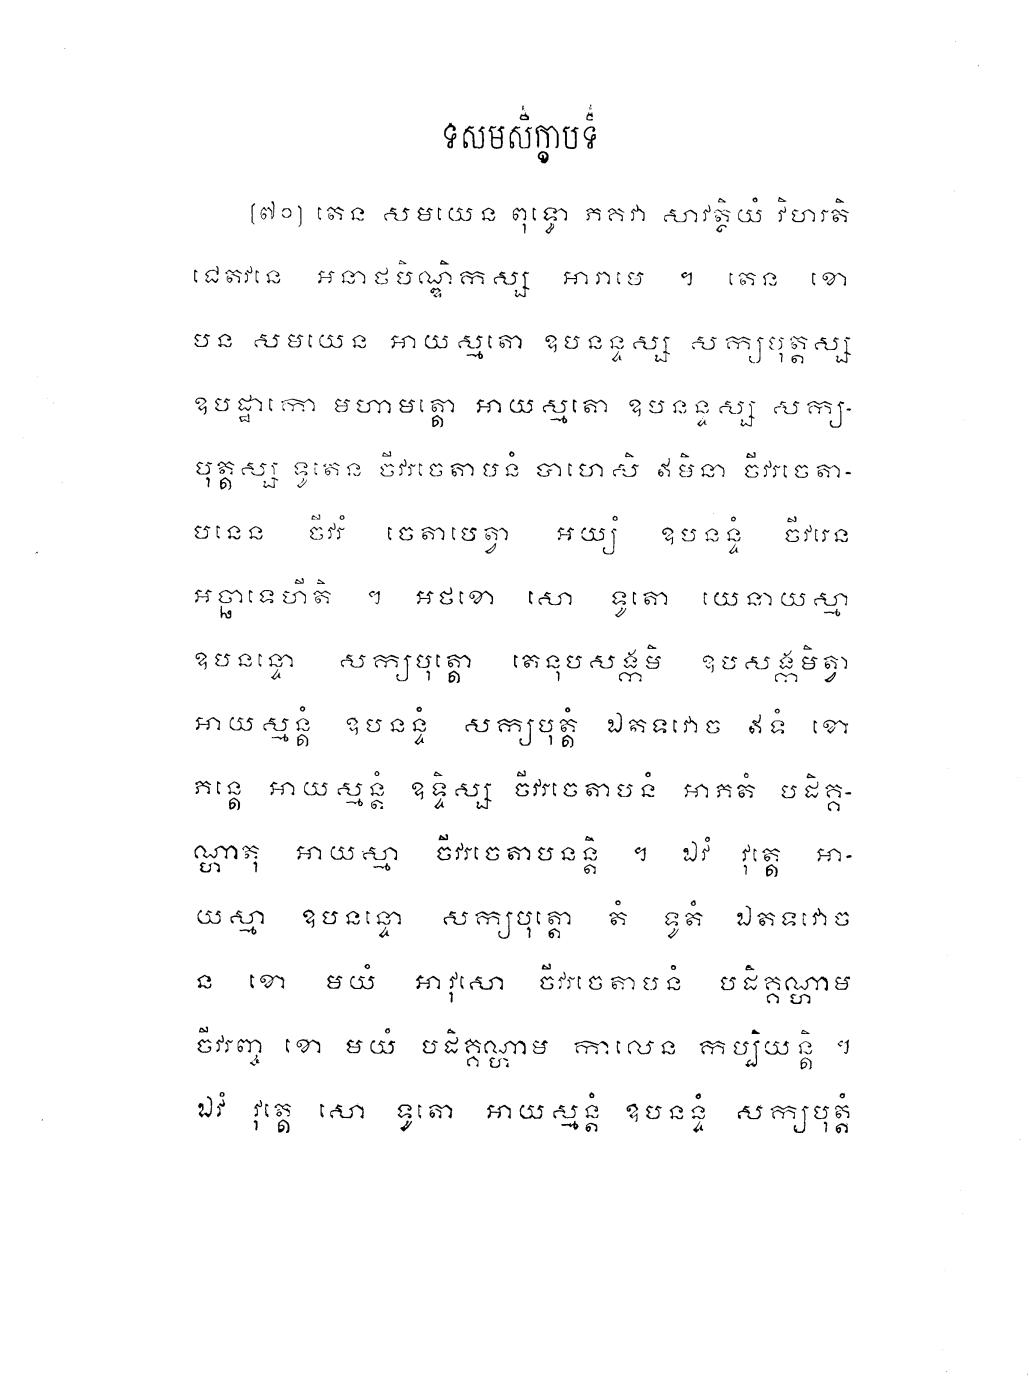 ទសមសិក្ខាបទំ
[៧០] តេន សមយេន ពុទ្ធោ ភគវា សាវត្ថិយំ វិហរតិ
ជេតវនេ អនាថបិណ្ឌិកស្ស អារាមេ ។ តេន ខោ
បន សមយេន អាយស្មតោ ឧបនន្ទស្ស សក្យបុត្តស្ស
ឧបដ្ឋាកោ មហាមត្តោ អាយស្មតោ ឧបនន្ទស្ស សក្យ-
បុត្តស្ស ទូតេន ចីវរចេតាបនំ បាហេសិ ឥមិនា ចីវរចេតា-
បនេន ចីវរំ ចេតាបេត្វា អយ្យំ ឧបនន្ទំ ចីវរេន
អច្ឆាទេហីតិ ។ អថខោ សោ ទូតោ យេនាយស្មា
ឧបនន្ទោ សក្យបុត្តោ តេនុបសង្កមិ ឧបសង្កមិត្វា
អាយស្មន្តំ ឧបនន្ទំ សក្យបុត្តំ ឯតទវោច ឥទំ ខោ
ភន្តេ អាយស្មន្តំ ឧទ្ទិស្ស ចីវរចេតាបនំ អាភតំ បដិគ្គ-
ណ្ហាតុ អាយស្មា ចីវរចេតាបនន្តិ ។ ឯវំ វុត្តេ អា-
យស្មា ឧបនន្ទោ សក្យបុត្តោ តំ ទូតំ ឯតទវោច
ន ខោ មយំ អាវុសោ ចីវរចេតាបនំ បដិគ្គណ្ហាម
ចីវរញ្ច ខោ មយំ បដិគ្គណ្ហាម កាលេន កប្បិយន្តិ ។
ឯវំ វុត្តេ សោ ទូតោ អាយស្មន្តំ ឧបនន្ទំ សក្យបុត្តំ